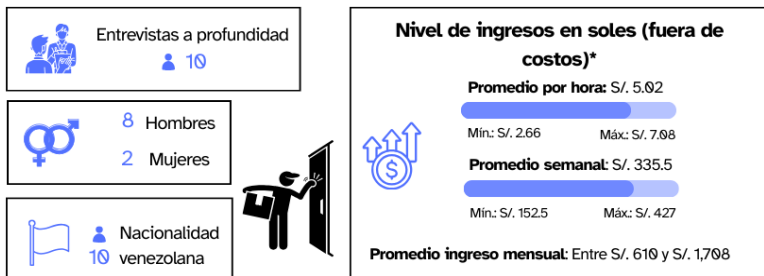 Entrevistas a profundidad
10
8 Hombres
2 Mujeres
Nacionalidad
10 venezolana
Nivel de ingresos en soles (fuera de
costos)*
Promedio por hora: S/. 5.02
Mín.: S/. 2.66 Máx.: S/. 7.08
$
Promedio semanal: S/. 335.5
Mín.: S/. 152.5 Máx.: S/. 427
Promedio ingreso mensual: Entre S/. 610 y S/. 1,708